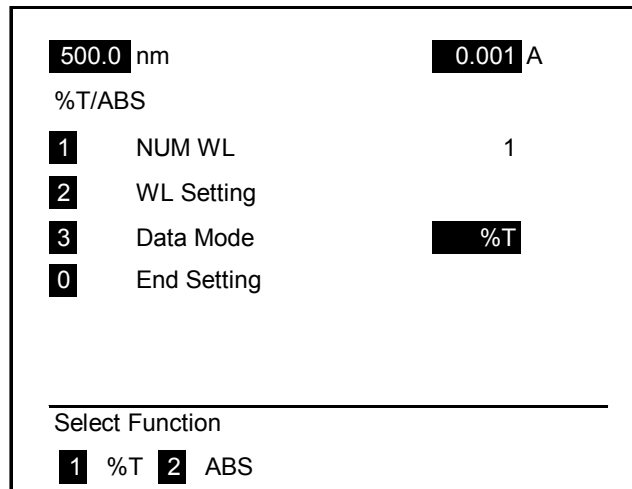 500.0 nm 0.001 A
%T/ABS
1 NUM WL 1
2 WL Setting
3 Data Mode %T
0 End Setting
Select Function
1 %T 2 ABS